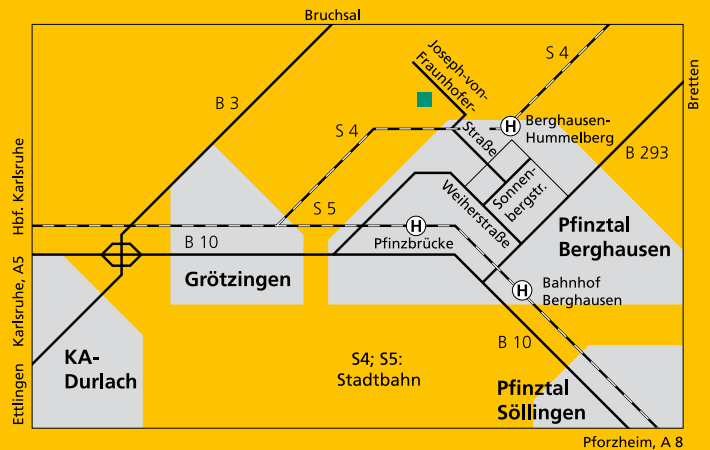 Bruchsal
Joseph-von-
Fraunhofer-
Straße
S 4
B 3
S 4
H
Berghausen-
Hummelberg
Bretten
B 293
Hbf. Karlsruhe
S 5
H
Pfinzbrücke
Weiherstraße
Sonnen-
bergstr.
Pfinztal
Berghausen
B 10
Grötzingen
Karlsruhe, A5
H
Bahnhof
Berghausen
B 10
KA-
Durlach
S4; S5:
Stadtbahn
Pfinztal
Söllingen
Ettlingen
Pforzheim, A 8